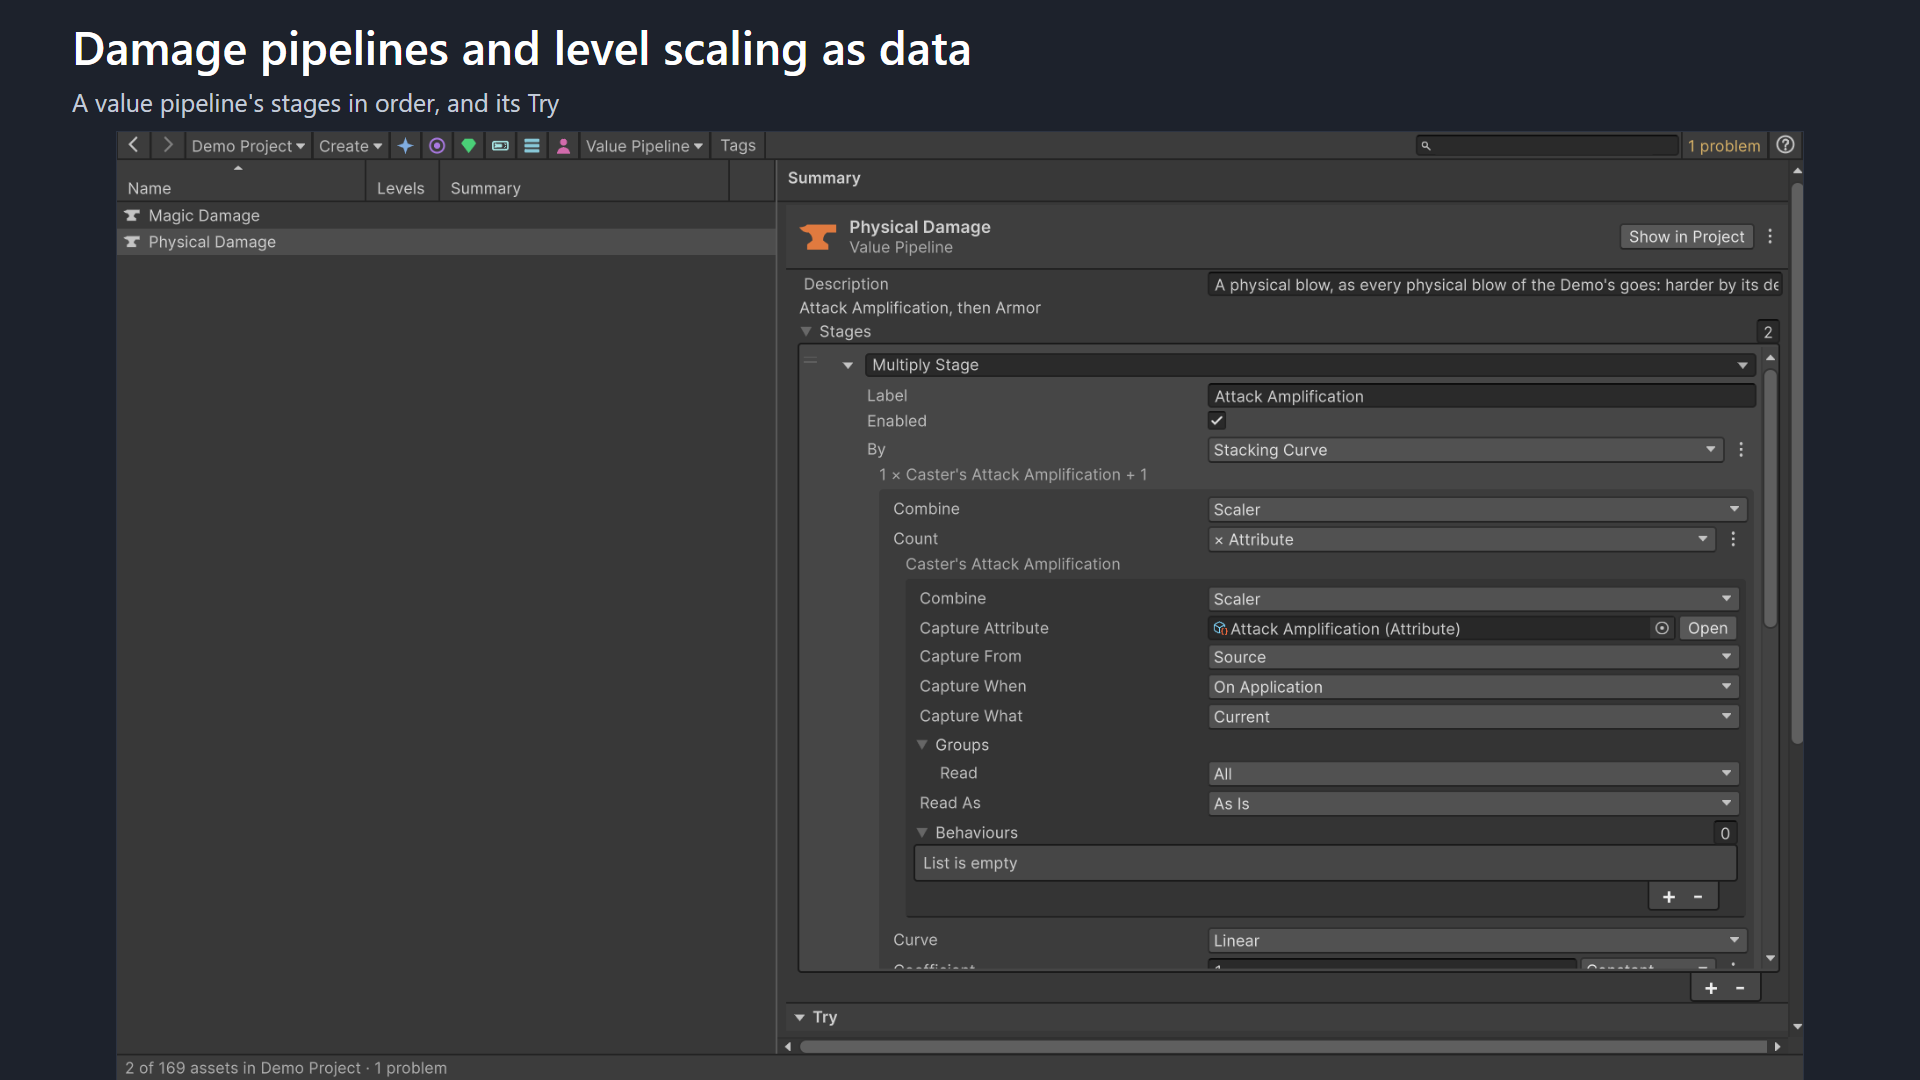 Damage pipelines and level scaling as data
A value pipeline's stages in order, and its Try
Demo Project Create Value Pipeline Tags 1 problem
Name Levels Summary
Magic Damage
Physical Damage
Summary
Physical Damage
Value Pipeline
Show in Project
Description A physical blow, as every physical blow of the Demo's goes: harder by its de
Attack Amplification, then Armor
Stages 2
Multiply Stage
Label Attack Amplification
Enabled
By Stacking Curve
1 × Caster's Attack Amplification + 1
Combine Scaler
Count × Attribute
Caster's Attack Amplification
Combine Scaler
Capture Attribute Attack Amplification (Attribute) Open
Capture From Source
Capture When On Application
Capture What Current
Groups
Read All
Read As As Is
Behaviours 0
List is empty
+ -
Curve Linear
Coefficient 1 Constant
+ -
Try
2 of 169 assets in Demo Project · 1 problem